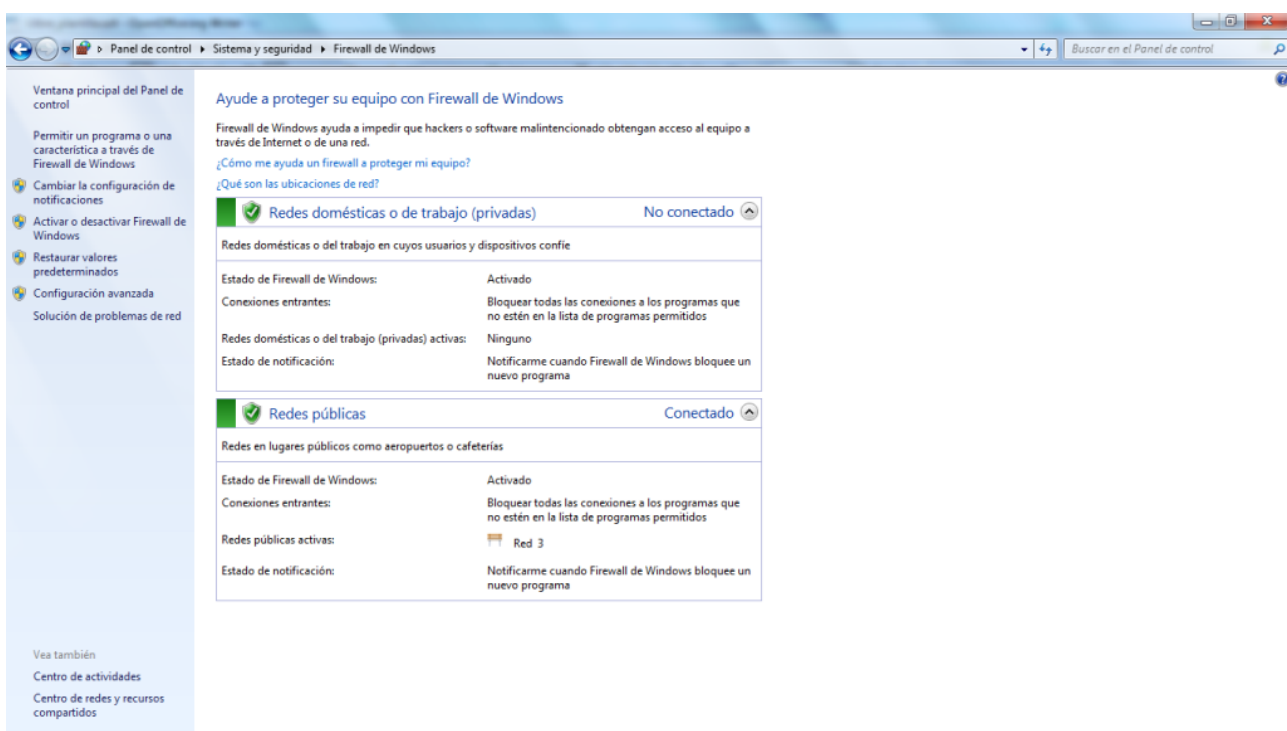 Panel de control ▸ Sistema y seguridad ▸ Firewall de Windows
Buscar en el Panel de control
Ventana principal del Panel de
control
Permitir un programa o una
característica a través de
Firewall de Windows
Cambiar la configuración de
notificaciones
Activar o desactivar Firewall de
Windows
Restaurar valores
predeterminados
Configuración avanzada
Solución de problemas de red
Vea también
Centro de actividades
Centro de redes y recursos
compartidos
Ayude a proteger su equipo con Firewall de Windows
Firewall de Windows ayuda a impedir que hackers o software malintencionado obtengan acceso al equipo a
través de Internet o de una red.
¿Cómo me ayuda un firewall a proteger mi equipo?
¿Qué son las ubicaciones de red?
Redes domésticas o de trabajo (privadas) No conectado
Redes domésticas o del trabajo en cuyos usuarios y dispositivos confíe
Estado de Firewall de Windows: Activado
Conexiones entrantes: Bloquear todas las conexiones a los programas que
no estén en la lista de programas permitidos
Redes domésticas o del trabajo (privadas) activas: Ninguno
Estado de notificación: Notificarme cuando Firewall de Windows bloquee un
nuevo programa
Redes públicas Conectado
Redes en lugares públicos como aeropuertos o cafeterías
Estado de Firewall de Windows: Activado
Conexiones entrantes: Bloquear todas las conexiones a los programas que
no estén en la lista de programas permitidos
Redes públicas activas: Red 3
Estado de notificación: Notificarme cuando Firewall de Windows bloquee un
nuevo programa